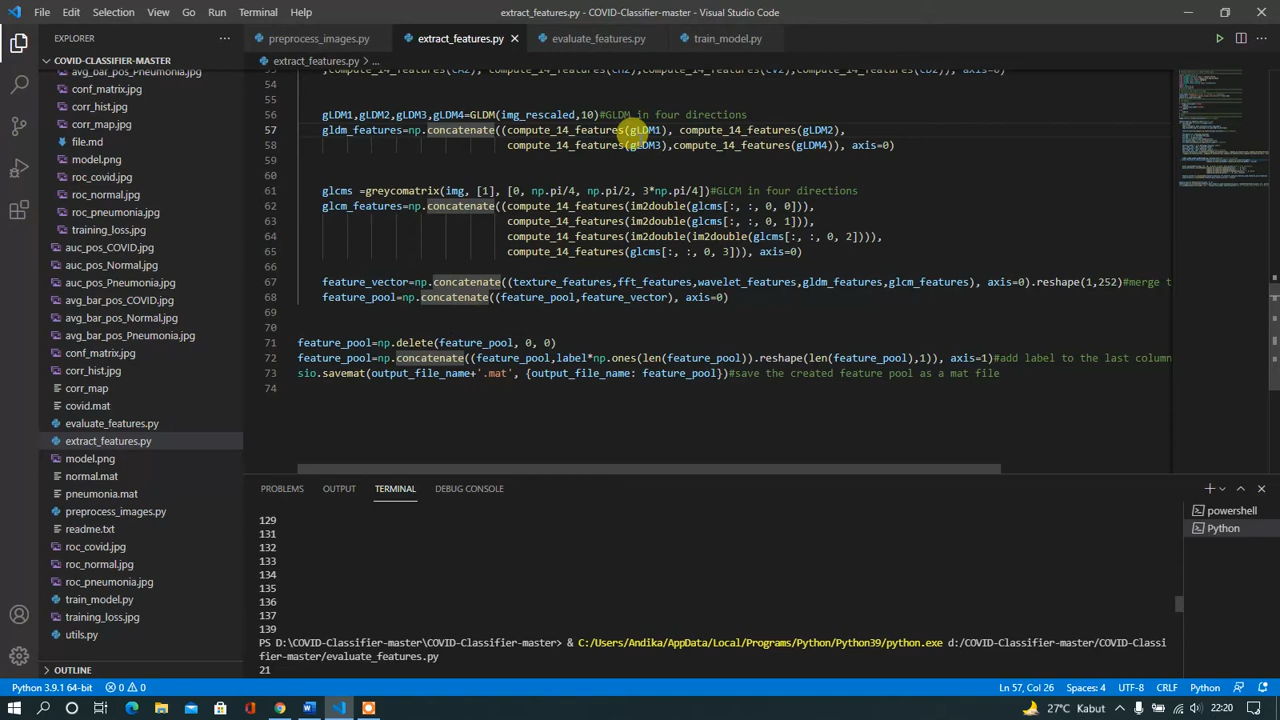 File Edit Selection View Go Run Terminal Help
extract_features.py - COVID-Classifier-master - Visual Studio Code
EXPLORER
preprocess_images.py
extract_features.py
evaluate_features.py
train_model.py
COVID-CLASSIFIER-MASTER
extract_features.py > ...
avg_bar_pos_Pneumonia.jpg
conf_matrix.jpg
corr_hist.jpg
corr_map.jpg
file.md
model.png
roc_covid.jpg
roc_normal.jpg
roc_pneumonia.jpg
training_loss.jpg
auc_pos_COVID.jpg
auc_pos_Normal.jpg
auc_pos_Pneumonia.jpg
avg_bar_pos_COVID.jpg
avg_bar_pos_Normal.jpg
avg_bar_pos_Pneumonia.jpg
conf_matrix.jpg
corr_hist.jpg
corr_map
covid.mat
evaluate_features.py
extract_features.py
model.png
normal.mat
pneumonia.mat
preprocess_images.py
readme.txt
roc_covid.jpg
roc_normal.jpg
roc_pneumonia.jpg
train_model.py
training_loss.jpg
utils.py
OUTLINE
54
55
56 gLDM1,gLDM2,gLDM3,gLDM4=GLDM(img_rescaled,10)#GLDM in four directions
57 gldm_features=np.concatenate((compute_14_features(gLDM1), compute_14_features(gLDM2),
58 compute_14_features(gLDM3),compute_14_features(gLDM4)), axis=0)
59
60
61 glcms =greycomatrix(img, [1], [0, np.pi/4, np.pi/2, 3*np.pi/4])#GLCM in four directions
62 glcm_features=np.concatenate((compute_14_features(im2double(glcms[:, :, 0, 0])),
63 compute_14_features(im2double(glcms[:, :, 0, 1])),
64 compute_14_features(im2double(im2double(glcms[:, :, 0, 2]))),
65 compute_14_features(glcms[:, :, 0, 3])), axis=0)
66
67 feature_vector=np.concatenate((texture_features,fft_features,wavelet_features,gldm_features,glcm_features), axis=0).reshape(1,252)#merge t
68 feature_pool=np.concatenate((feature_pool,feature_vector), axis=0)
69
70
71 feature_pool=np.delete(feature_pool, 0, 0)
72 feature_pool=np.concatenate((feature_pool,label*np.ones(len(feature_pool)).reshape(len(feature_pool),1)), axis=1)#add label to the last column
73 sio.savemat(output_file_name+'.mat', {output_file_name: feature_pool})#save the created feature pool as a mat file
74
PROBLEMS OUTPUT TERMINAL DEBUG CONSOLE
powershell
Python
129
131
132
133
134
135
136
137
139
PS D:\COVID-Classifier-master\COVID-Classifier-master> & C:/Users/Andika/AppData/Local/Programs/Python/Python39/python.exe d:/COVID-Classifier-master/COVID-Classi
fier-master/evaluate_features.py
21
Python 3.9.1 64-bit 0 0
Ln 57, Col 26 Spaces: 4 UTF-8 CRLF Python
27°C Kabut 22:20